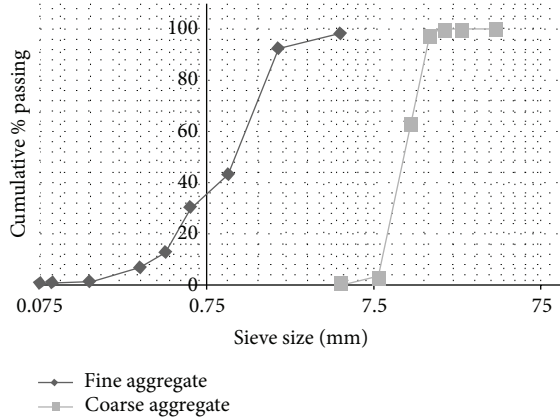 100
80
60
40
20
0
Cumulative % passing
0.075 0.75 7.5 75
Sieve size (mm)
Fine aggregate
Coarse aggregate